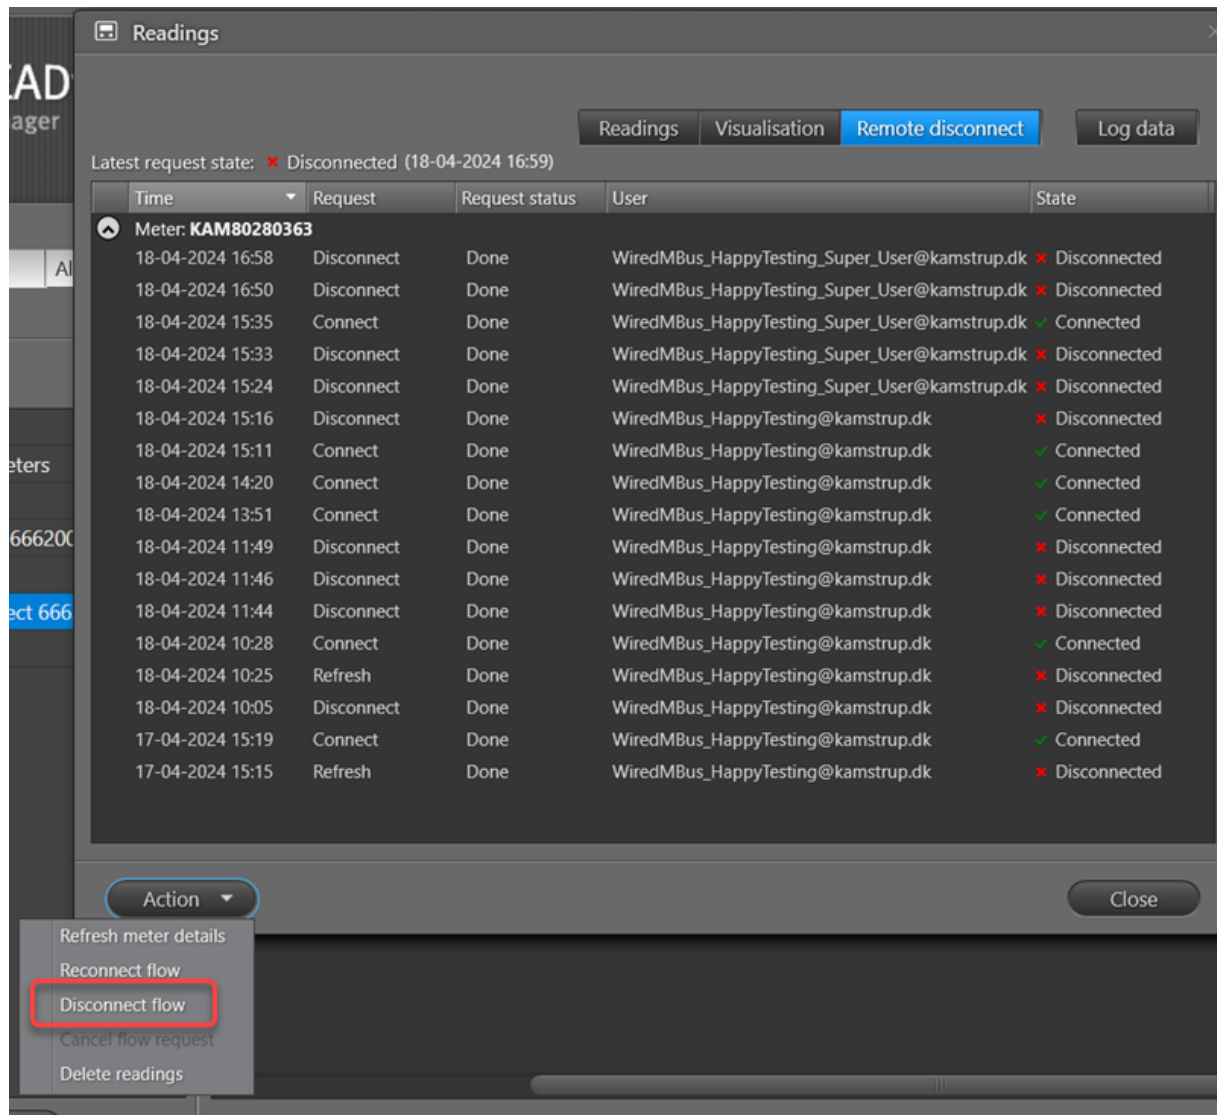 Readings
EAD
ager
Readings Visualisation Remote disconnect Log data
Latest request state: Disconnected (18-04-2024 16:59)
Time Request Request status User State
Meter: KAM80280363
18-04-2024 16:58 Disconnect Done WiredMBus_HappyTesting_Super_User@kamstrup.dk Disconnected
Al
18-04-2024 16:50 Disconnect Done WiredMBus_HappyTesting_Super_User@kamstrup.dk Disconnected
18-04-2024 15:35 Connect Done WiredMBus_HappyTesting_Super_User@kamstrup.dk Connected
18-04-2024 15:33 Disconnect Done WiredMBus_HappyTesting_Super_User@kamstrup.dk Disconnected
18-04-2024 15:24 Disconnect Done WiredMBus_HappyTesting_Super_User@kamstrup.dk Disconnected
18-04-2024 15:16 Disconnect Done WiredMBus_HappyTesting@kamstrup.dk Disconnected
18-04-2024 15:11 Connect Done WiredMBus_HappyTesting@kamstrup.dk Connected
eters
18-04-2024 14:20 Connect Done WiredMBus_HappyTesting@kamstrup.dk Connected
18-04-2024 13:51 Connect Done WiredMBus_HappyTesting@kamstrup.dk Connected
666200
18-04-2024 11:49 Disconnect Done WiredMBus_HappyTesting@kamstrup.dk Disconnected
18-04-2024 11:46 Disconnect Done WiredMBus_HappyTesting@kamstrup.dk Disconnected
18-04-2024 11:44 Disconnect Done WiredMBus_HappyTesting@kamstrup.dk Disconnected
ect 666
18-04-2024 10:28 Connect Done WiredMBus_HappyTesting@kamstrup.dk Connected
18-04-2024 10:25 Refresh Done WiredMBus_HappyTesting@kamstrup.dk Disconnected
18-04-2024 10:05 Disconnect Done WiredMBus_HappyTesting@kamstrup.dk Disconnected
17-04-2024 15:19 Connect Done WiredMBus_HappyTesting@kamstrup.dk Connected
17-04-2024 15:15 Refresh Done WiredMBus_HappyTesting@kamstrup.dk Disconnected
Action Close
Refresh meter details
Reconnect flow
Disconnect flow
Cancel flow request
Delete readings